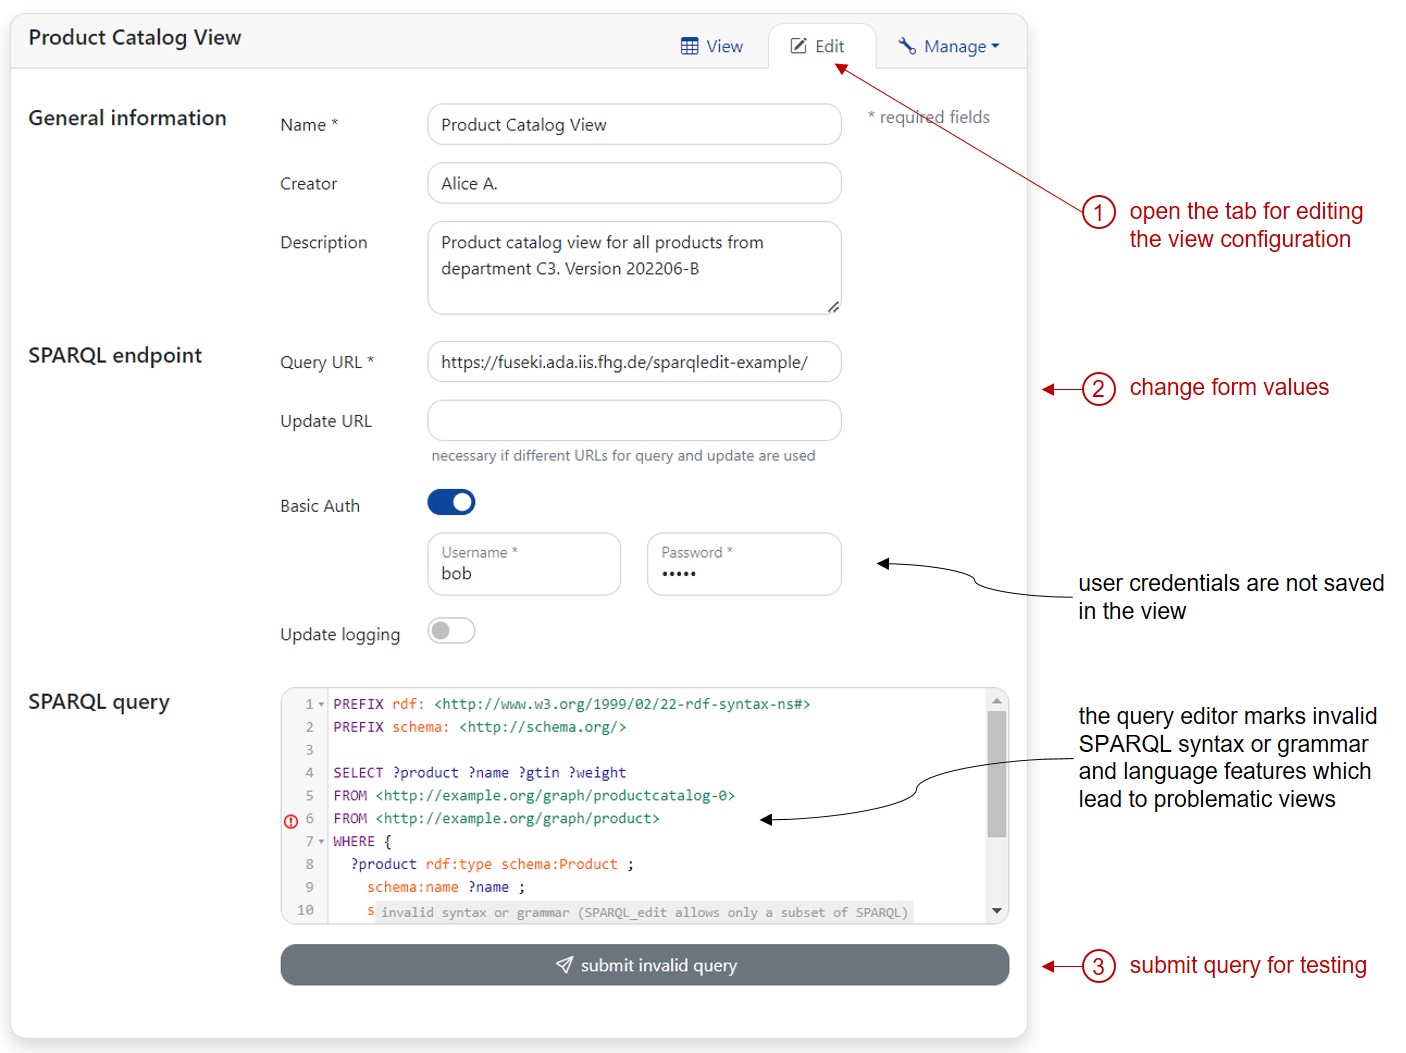 Product Catalog View
View
Edit
Manage
General information
Name *
Product Catalog View
* required fields
Creator
Alice A.
Description
Product catalog view for all products from
department C3. Version 202206-B
1 open the tab for editing
the view configuration
SPARQL endpoint
Query URL *
https://fuseki.ada.iis.fhg.de/sparqledit-example/
2 change form values
Update URL
necessary if different URLs for query and update are used
Basic Auth
Username *
bob
Password *
•••••
user credentials are not saved
in the view
Update logging
SPARQL query
1 PREFIX rdf: <http://www.w3.org/1999/02/22-rdf-syntax-ns#>
2 PREFIX schema: <http://schema.org/>
3
4 SELECT ?product ?name ?gtin ?weight
5 FROM <http://example.org/graph/productcatalog-0>
6 FROM <http://example.org/graph/product>
7 WHERE {
8 ?product rdf:type schema:Product ;
9 schema:name ?name ;
10 s
invalid syntax or grammar (SPARQL_edit allows only a subset of SPARQL)
the query editor marks invalid
SPARQL syntax or grammar
and language features which
lead to problematic views
submit invalid query
3 submit query for testing